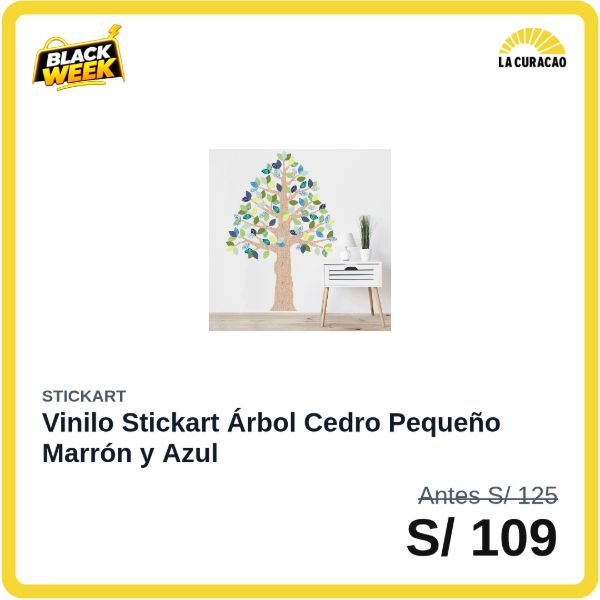 BLACK
WEEK
LA CURACAO
STICKART
Vinilo Stickart Árbol Cedro Pequeño
Marrón y Azul
Antes S/ 125
S/ 109